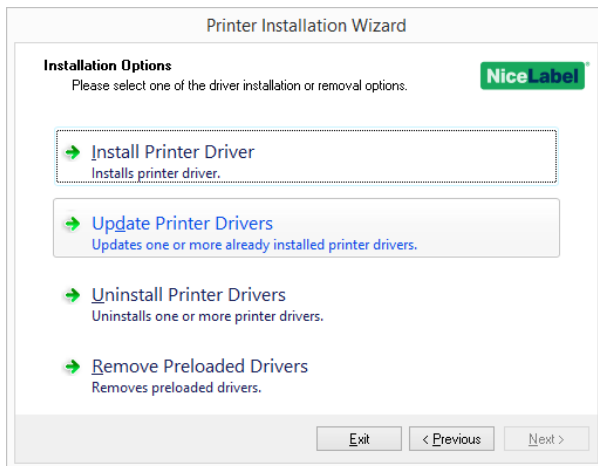 Printer Installation Wizard
Installation Options
Please select one of the driver installation or removal options.
NiceLabel
Install Printer Driver
Installs printer driver.
Update Printer Drivers
Updates one or more already installed printer drivers.
Uninstall Printer Drivers
Uninstalls one or more printer drivers.
Remove Preloaded Drivers
Removes preloaded drivers.
Exit
< Previous
Next >